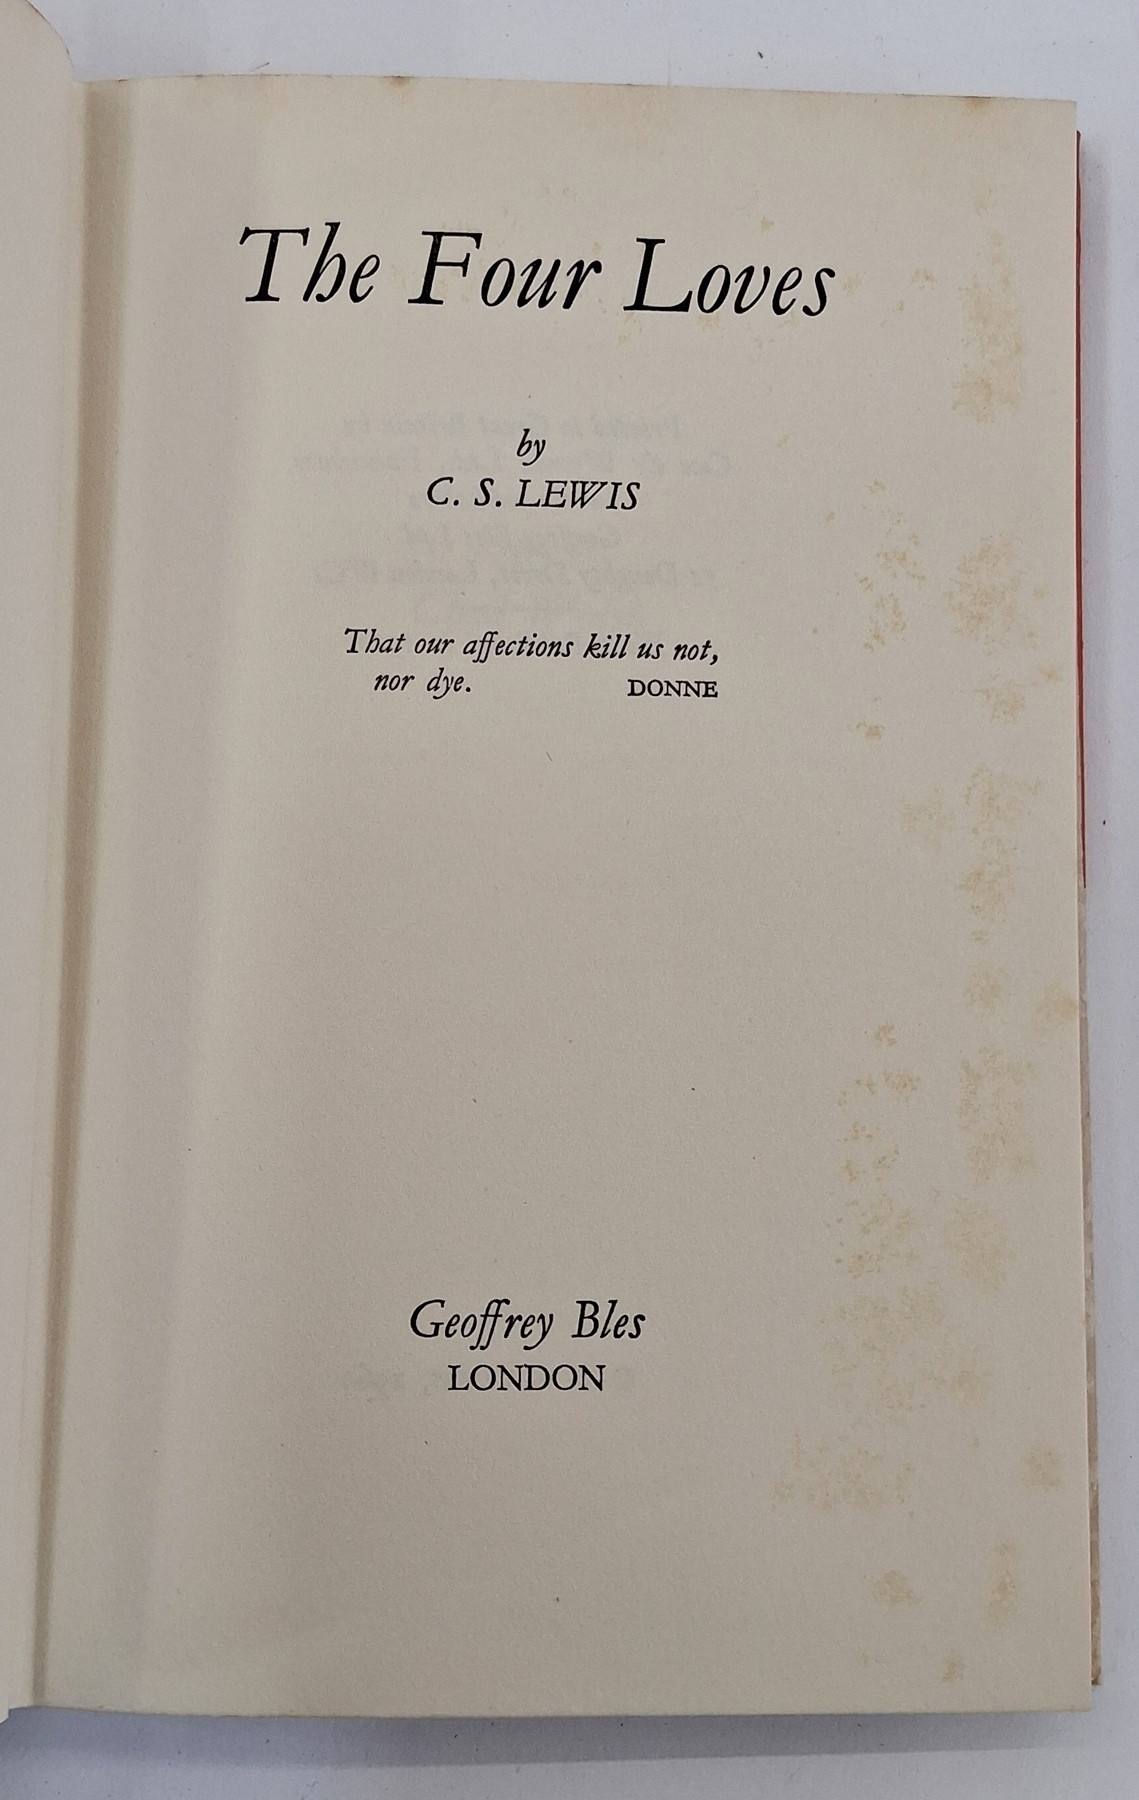 The Four Loves
by
C. S. LEWIS
That our affections kill us not,
nor dye. DONNE
Geoffrey Bles
LONDON